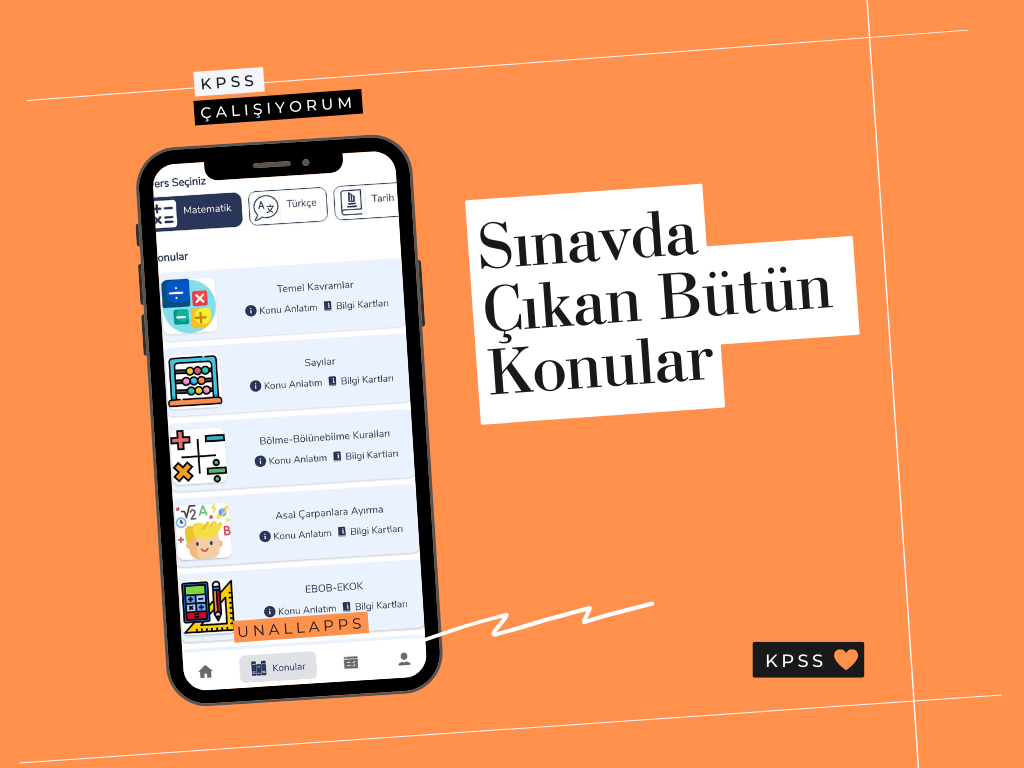 KPSS
ÇALIŞIYORUM
ers Seçiniz
Matematik
Türkçe
Tarih
onular
Temel Kavramlar
Konu Anlatım Bilgi Kartları
Sayılar
Konu Anlatım Bilgi Kartları
Bölme-Bölünebilme Kuralları
Konu Anlatım Bilgi Kartları
√2 A
B
Asal Çarpanlara Ayırma
Konu Anlatım Bilgi Kartları
EBOB-EKOK
Konu Anlatım Bilgi Kartları
UNALLAPPS
Konular
Sınavda
Çıkan Bütün
Konular
KPSS